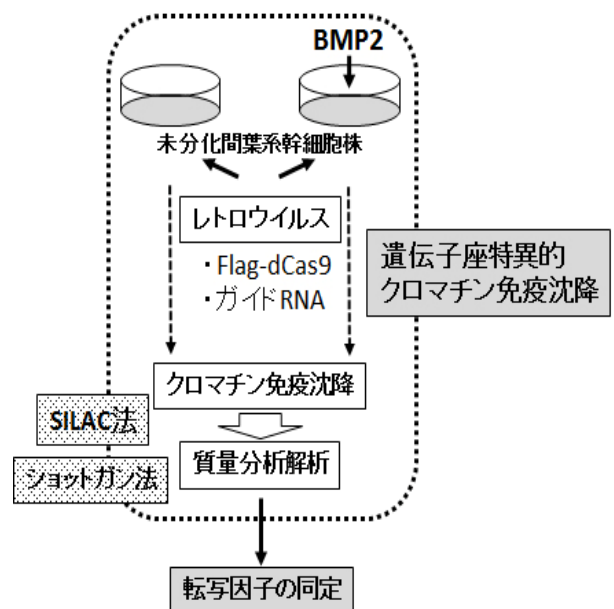 BMP2
未分化間葉系幹細胞株
レトロウイルス
・Flag-dCas9
・ガイドRNA
遺伝子座特異的
クロマチン免疫沈降
クロマチン免疫沈降
SILAC法
ショットガン法
質量分析解析
転写因子の同定